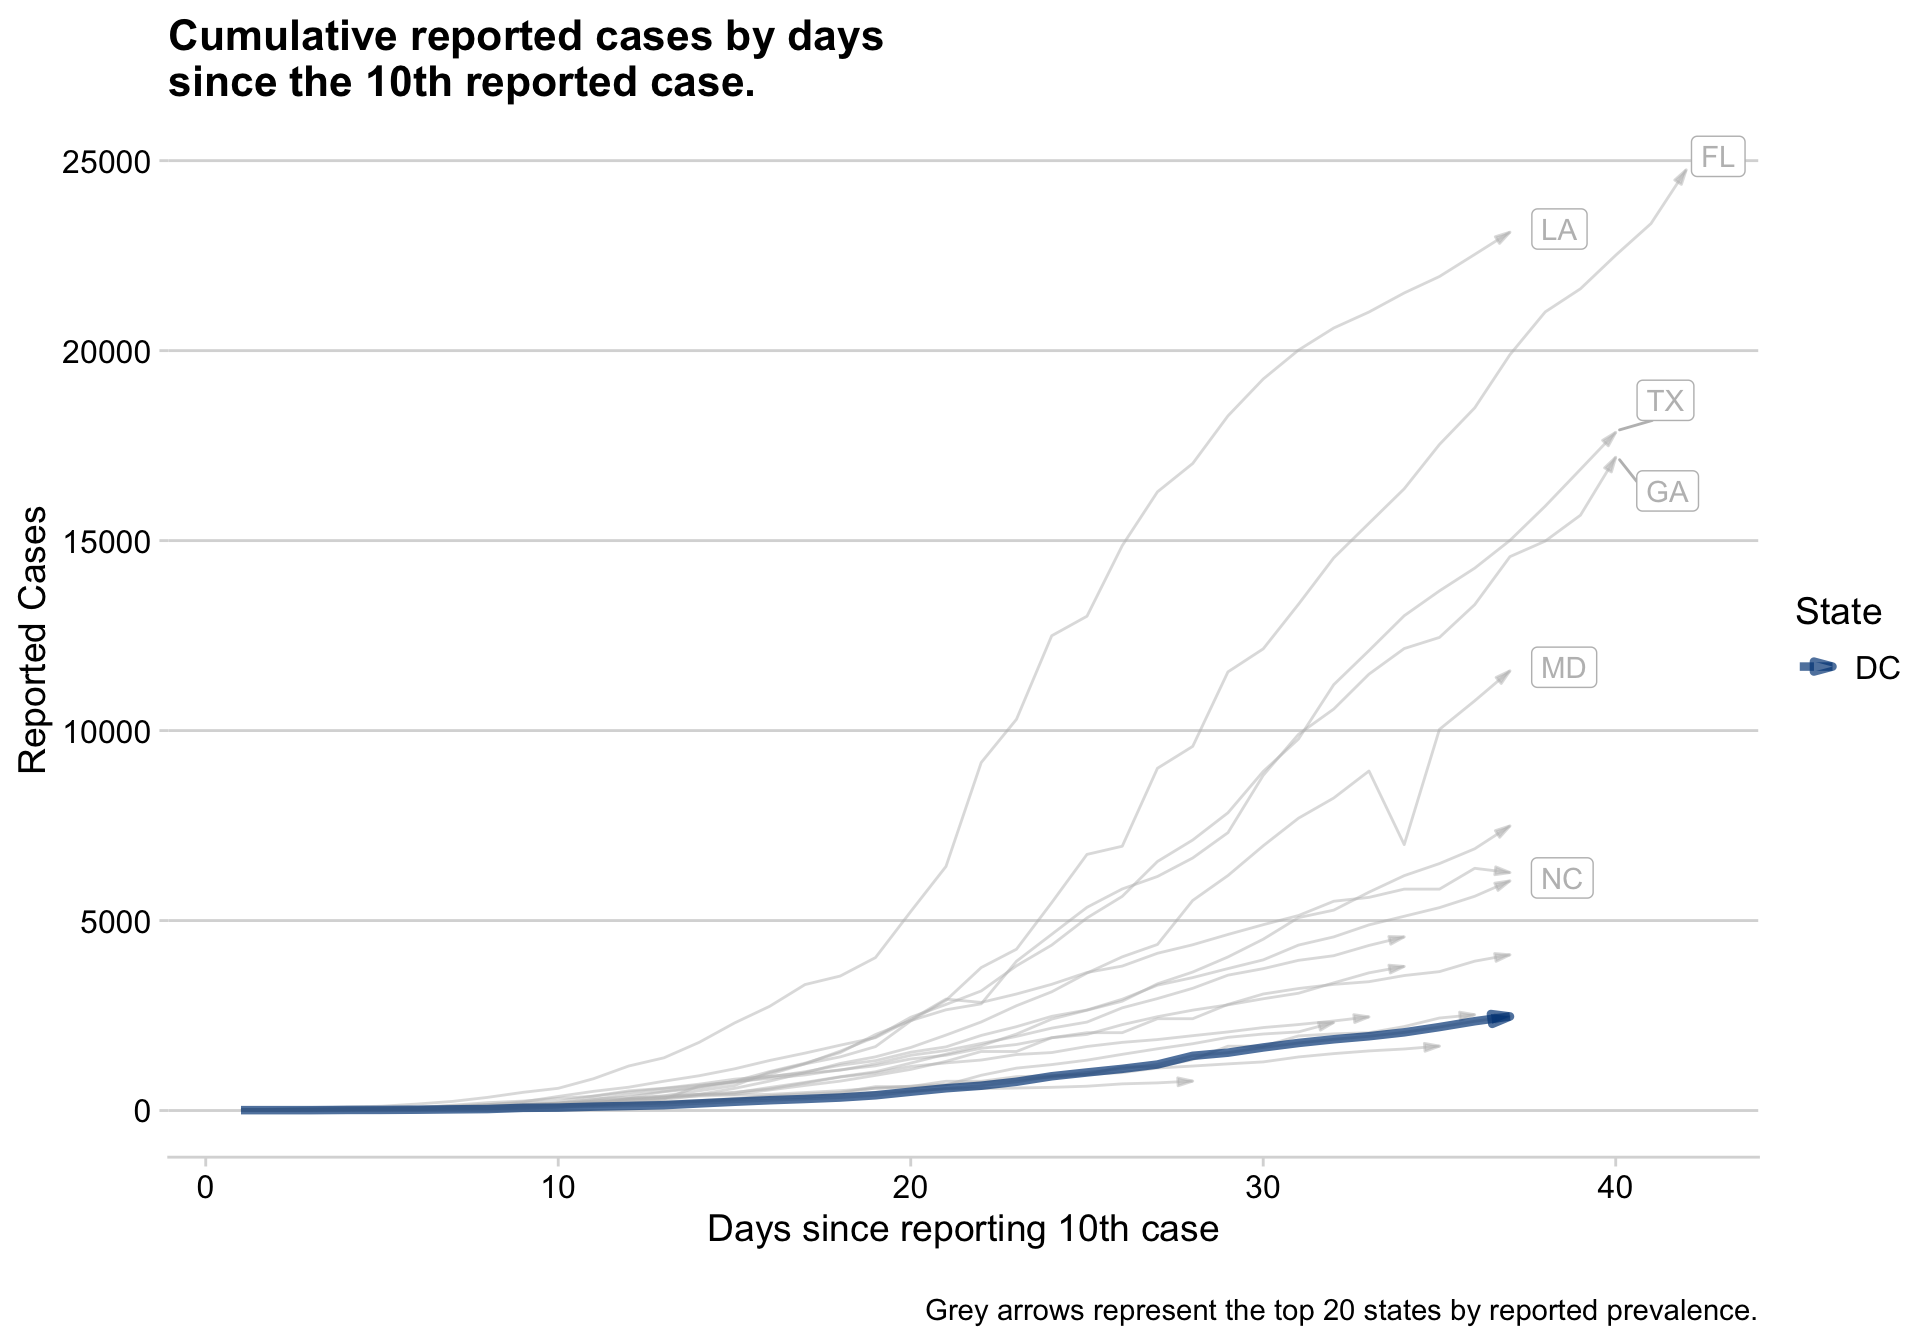 Cumulative reported cases by days
since the 10th reported case.
25000
20000
15000
10000
5000
0
Reported Cases
FL
LA
TX
GA
MD
NC
State
DC
0 10 20 30 40
Days since reporting 10th case
Grey arrows represent the top 20 states by reported prevalence.